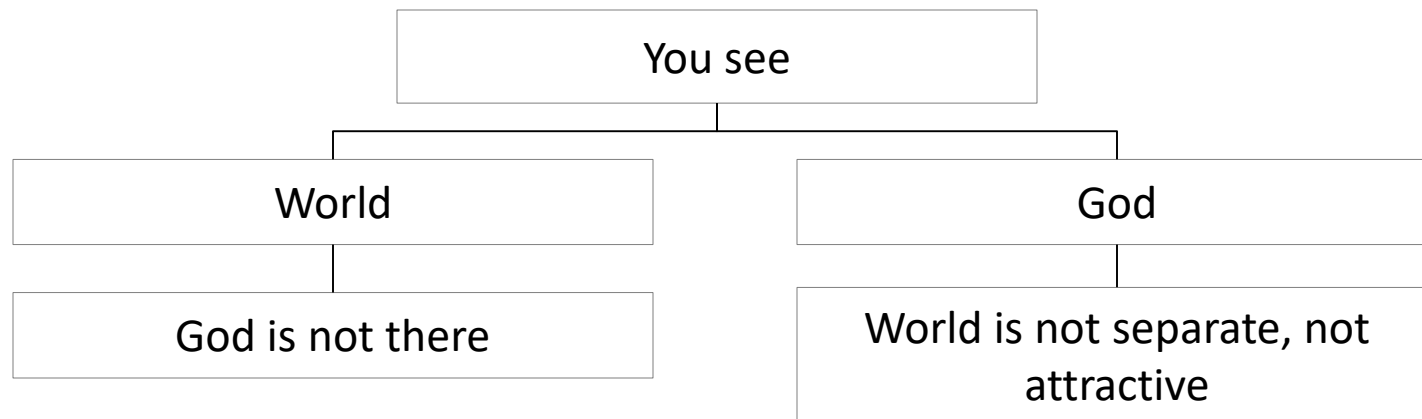 You see
World
God
God is not there
World is not separate, not
attractive